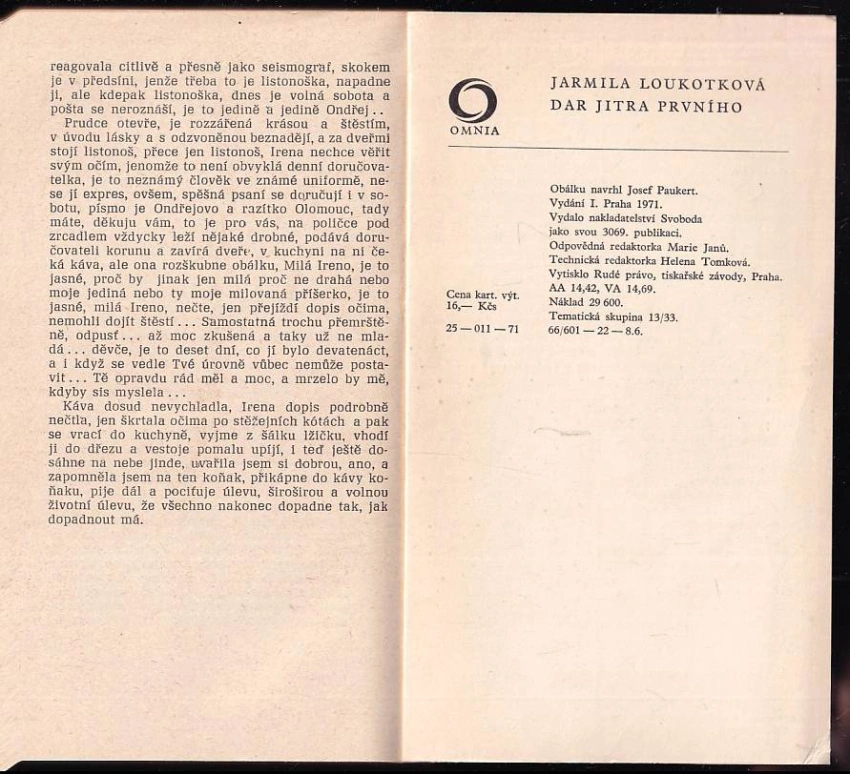 reagovala citlivě a přesně jako seismograf, skokem
je v předsíni, jenže třeba to je listonoška, napadne
ji, ale kdepak listonoška, dnes je volná sobota a
pošta se neroznáší, je to jedině a jedině Ondřej ..
Prudce otevře, je rozzářená krásou a štěstím,
v úvodu lásky a s odzvoněnou beznadějí, a za dveřmi
stojí listonoš, přece jen listonoš, Irena nechce věřit
svým očím, jenomže to není obvyklá denní doručova-
telka, je to neznámý člověk ve známé uniformě, ne-
se jí expres, ovšem, spěšná psaní se doručují i v so-
botu, písmo je Ondřejovo a razítko Olomouc, tady
máte, děkuju vám, to je pro vás, na poličce pod
zrcadlem vždycky leží nějaké drobné, podává doru-
čovateli korunu a zavírá dveře, v kuchyni na ni če-
ká káva, ale ona rozškubne obálku, Milá Ireno, je to
jasné, proč by jinak jen milá proč ne drahá nebo
moje jediná nebo ty moje milovaná příšerko, je to
jasné, milá Ireno, nečte, jen přejíždí dopis očima,
nemohli dojít štěstí ... Samostatná trochu přemrště-
ně, odpusť ... až moc zkušená a taky už ne mla-
dá ... děvče, je to deset dní, co jí bylo devatenáct,
a i když se vedle Tvé úrovně vůbec nemůže posta-
vit ... Tě opravdu rád měl a moc, a mrzelo by mě,
kdyby sis myslela ...
Káva dosud nevychladla, Irena dopis podrobně
nečtla, jen škrtala očima po stěžejních kótách a pak
se vrací do kuchyně, vyjme z šálku lžičku, vhodí
ji do dřezu a vestoje pomalu upíjí, i teď ještě do-
sáhne na nebe jinde, uvařila jsem si dobrou, ano, a
zapomněla jsem na ten koňak, přikápne do kávy ko-
ňaku, pije dál a pociťuje úlevu, široširou a volnou
životní úlevu, že všechno nakonec dopadne tak, jak
dopadnout má.
OMNIA
JARMILA LOUKOTKOVÁ
DAR JITRA PRVNÍHO
Obálku navrhl Josef Paukert.
Vydání I. Praha 1971.
Vydalo nakladatelství Svoboda
jako svou 3069. publikaci.
Odpovědná redaktorka Marie Janů.
Technická redaktorka Helena Tomková.
Vytisklo Rudé právo, tiskařské závody, Praha.
AA 14,42, VA 14,69.
Náklad 29 600.
Tematická skupina 13/33.
66/601 — 22 — 8.6.
Cena kart. výt.
16,— Kčs
25 — 011 — 71